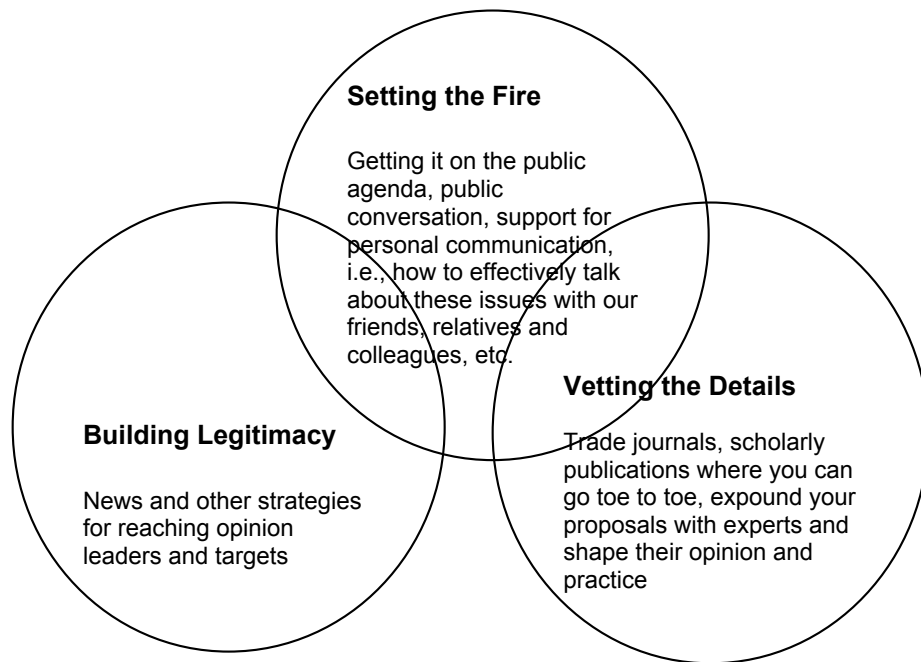 Setting the Fire
Getting it on the public
agenda, public
conversation, support for
personal communication,
i.e., how to effectively talk
about these issues with our
friends, relatives and
colleagues, etc.
Building Legitimacy
News and other strategies
for reaching opinion
leaders and targets
Vetting the Details
Trade journals, scholarly
publications where you can
go toe to toe, expound your
proposals with experts and
shape their opinion and
practice